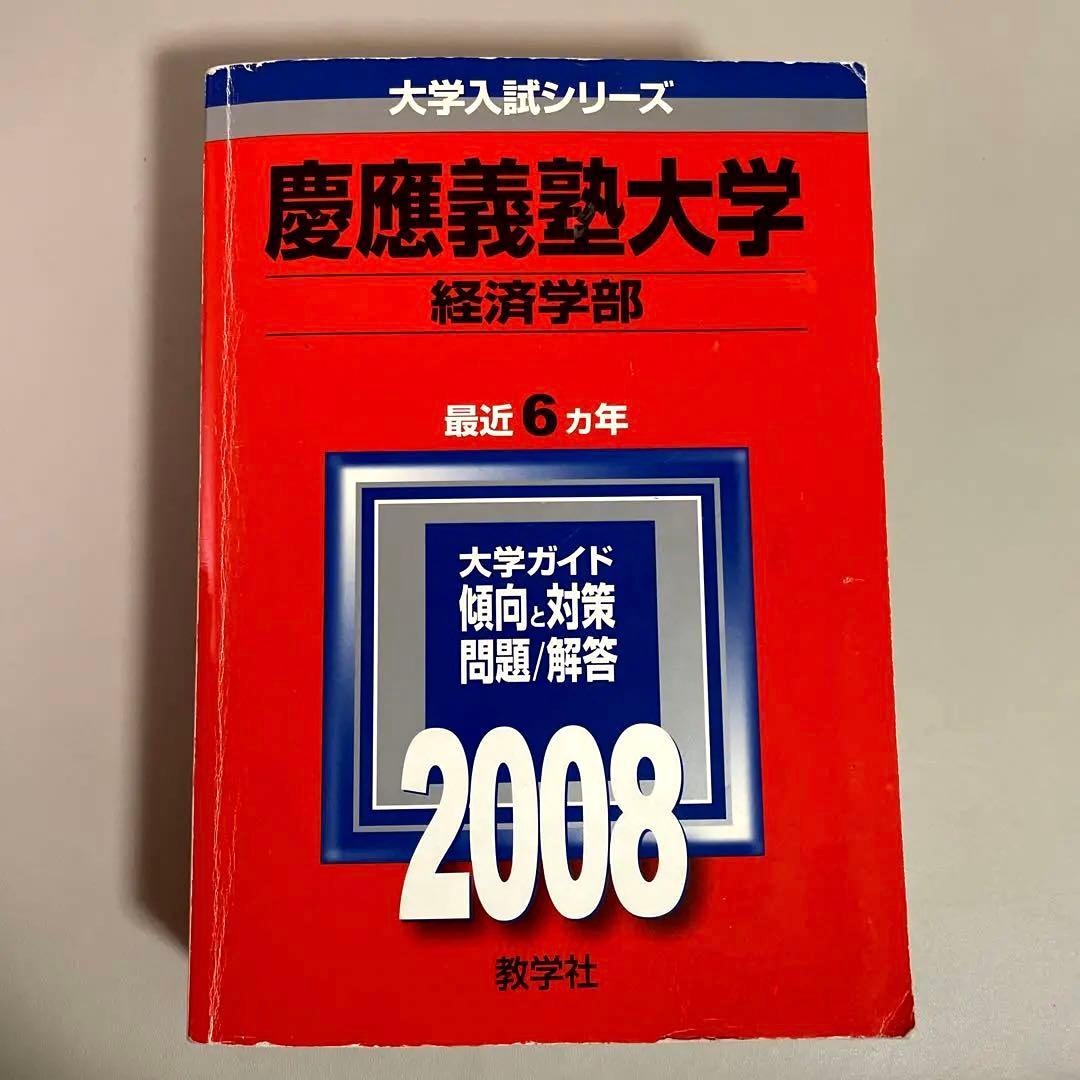 大学入試シリーズ
慶應義塾大学
経済学部
最近6ヵ年
大学ガイド
傾向と対策
問題/解答
2008
教学社